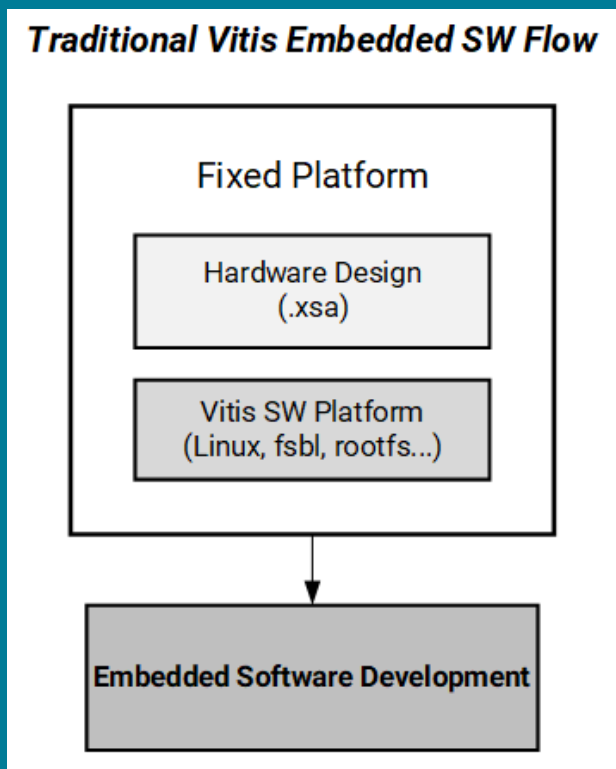 Traditional Vitis Embedded SW Flow
Fixed Platform
Hardware Design
(.xsa)
Vitis SW Platform
(Linux, fsbl, rootfs...)
Embedded Software Development